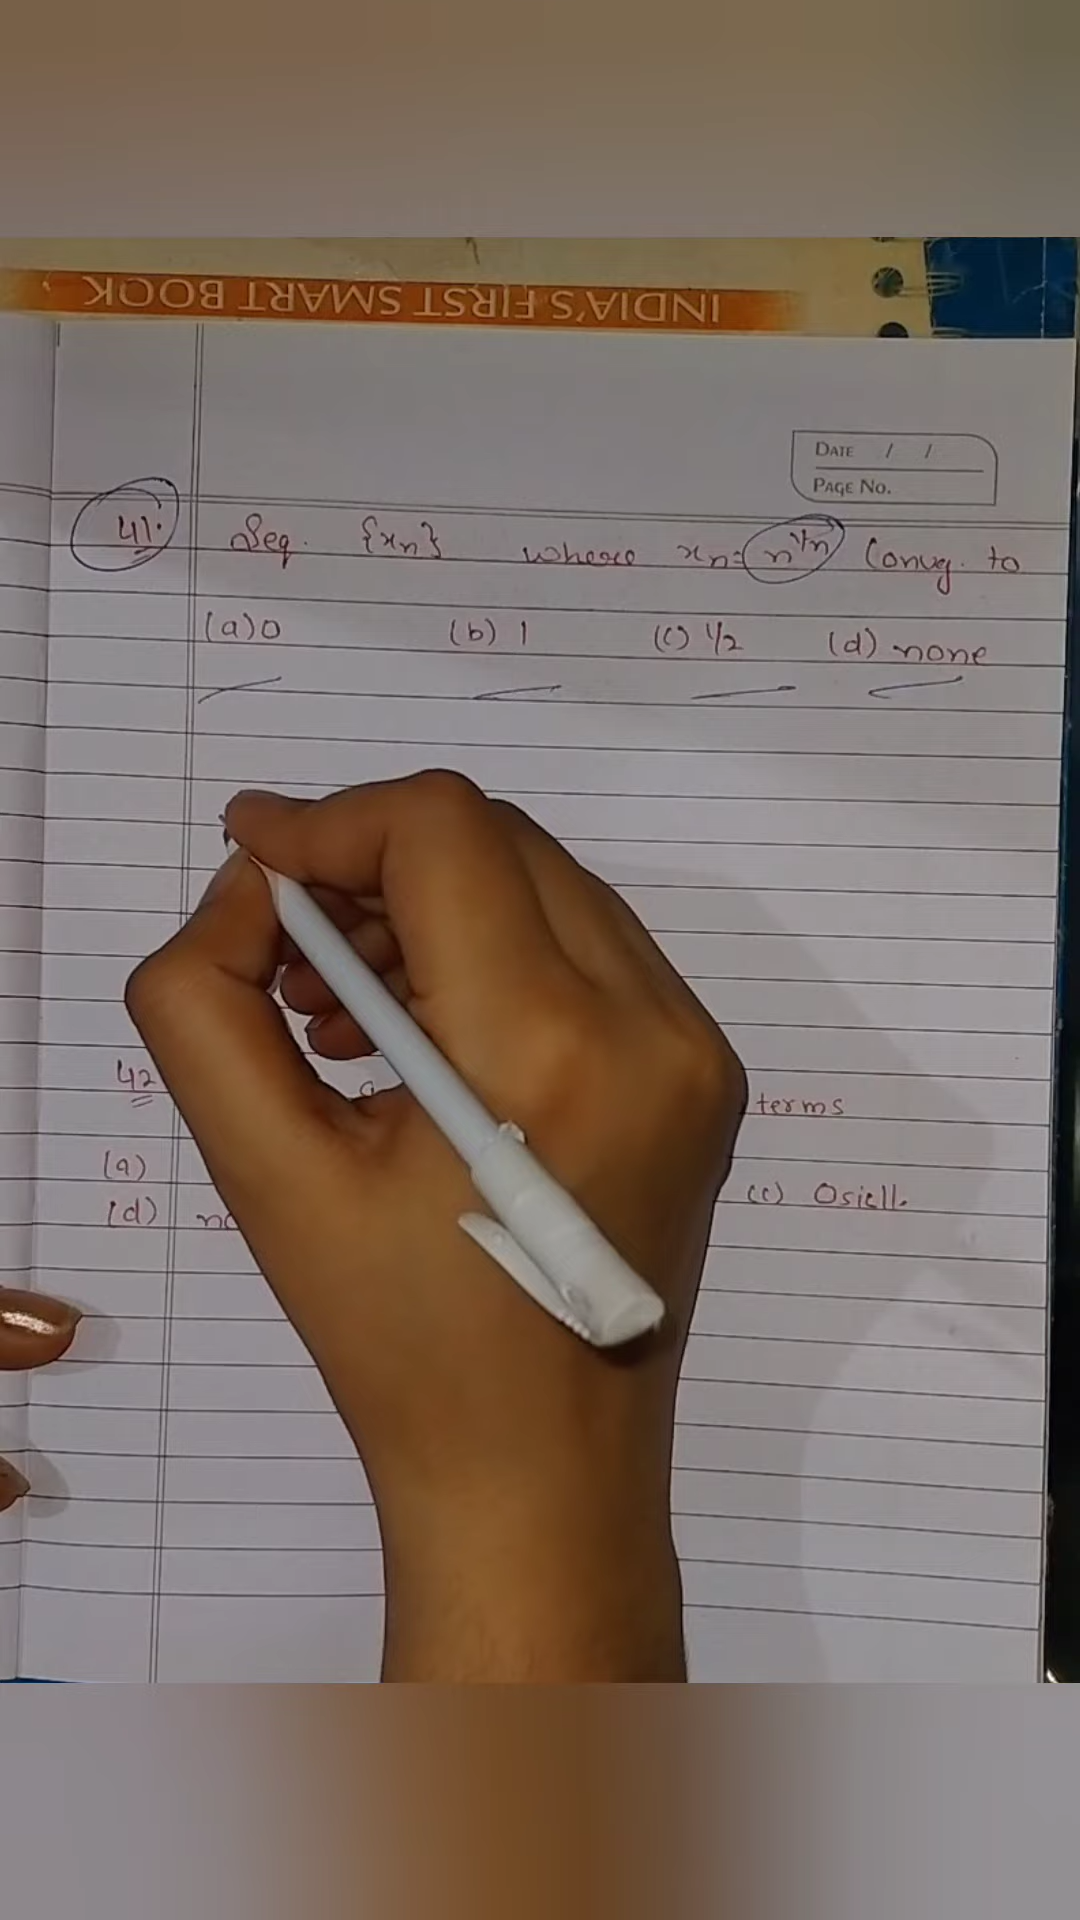 INDIA'S FIRST SMART BOOK
DATE / /
PAGE NO.
41. Seq. {xn} where xn = n^1/n Conug. to
(a) 0 (b) 1 (c) 1/2 (d) none
42 terms
(a) (c) Osicll.
(d)